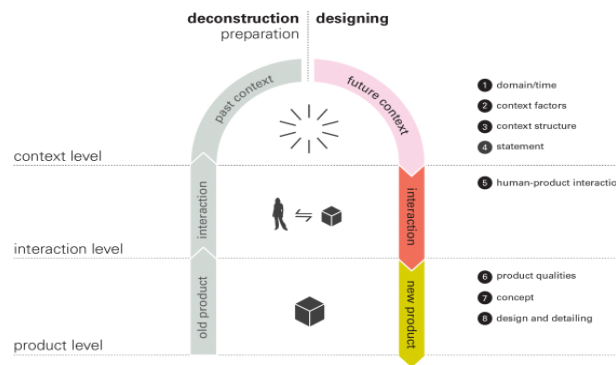 deconstruction
preparation
designing
past context
future context
1 domain/time
2 context factors
3 context structure
4 statement
context level
interaction
interaction
5 human-product interactio
interaction level
old product
new product
6 product qualities
7 concept
8 design and detailing
product level